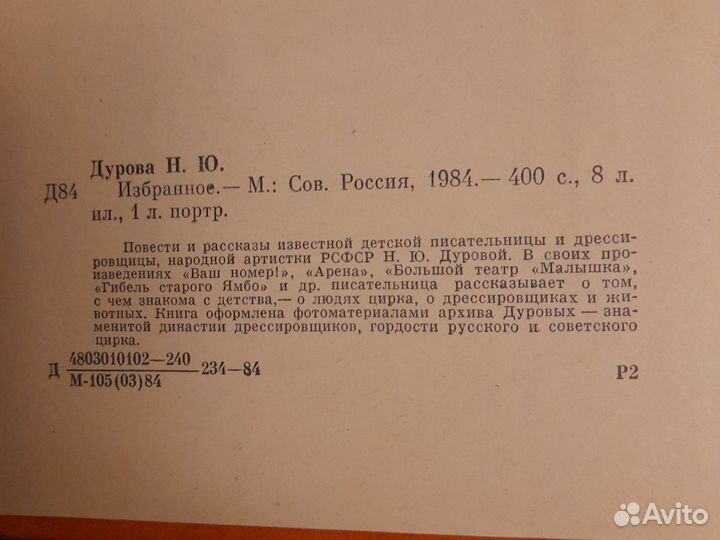 Дурова Н. Ю.
Д84 Избранное.— М.: Сов. Россия, 1984.— 400 с., 8 л.
ил., 1 л. портр.
Повести и рассказы известной детской писательницы и дресси-
ровщицы, народной артистки РСФСР Н. Ю. Дуровой. В своих про-
изведениях «Ваш номер!», «Арена», «Большой театр «Малышка»,
«Гибель старого Ямбо» и др. писательница рассказывает о том,
с чем знакома с детства,— о людях цирка, о дрессировщиках и жи-
вотных. Книга оформлена фотоматериалами архива Дуровых — зна-
менитой династии дрессировщиков, гордости русского и советского
цирка.
4803010102—240
Д 234—84 Р2
М-105(03)84
Avito